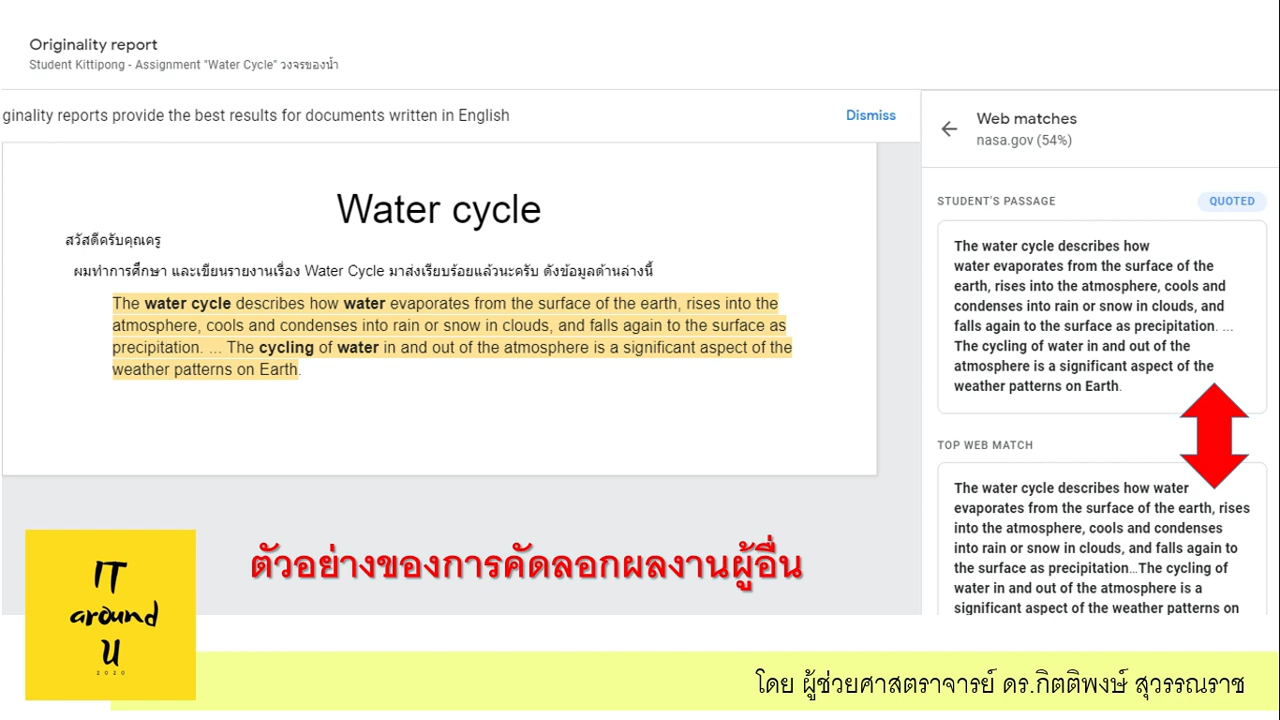 Originality report
Student Kittipong - Assignment "Water Cycle" วงจรของน้ำ
ginality reports provide the best results for documents written in English
Dismiss
Water cycle
สวัสดีครับคุณครู
ผมทำการศึกษา และเขียนรายงานเรื่อง Water Cycle มาส่งเรียบร้อยแล้วนะครับ ดังข้อมูลด้านล่างนี้
The water cycle describes how water evaporates from the surface of the earth, rises into the
atmosphere, cools and condenses into rain or snow in clouds, and falls again to the surface as
precipitation. ... The cycling of water in and out of the atmosphere is a significant aspect of the
weather patterns on Earth.
Web matches
nasa.gov (54%)
STUDENT'S PASSAGE
QUOTED
The water cycle describes how
water evaporates from the surface of the
earth, rises into the atmosphere, cools and
condenses into rain or snow in clouds, and
falls again to the surface as precipitation. ...
The cycling of water in and out of the
atmosphere is a significant aspect of the
weather patterns on Earth.
TOP WEB MATCH
The water cycle describes how water
evaporates from the surface of the earth, rises
into the atmosphere, cools and condenses
into rain or snow in clouds, and falls again to
the surface as precipitation...The cycling of
water in and out of the atmosphere is a
significant aspect of the weather patterns on
ตัวอย่างของการคัดลอกผลงานผู้อื่น
IT
around
U
2020
โดย ผู้ช่วยศาสตราจารย์ ดร.กิตติพงษ์ สุวรรณราช